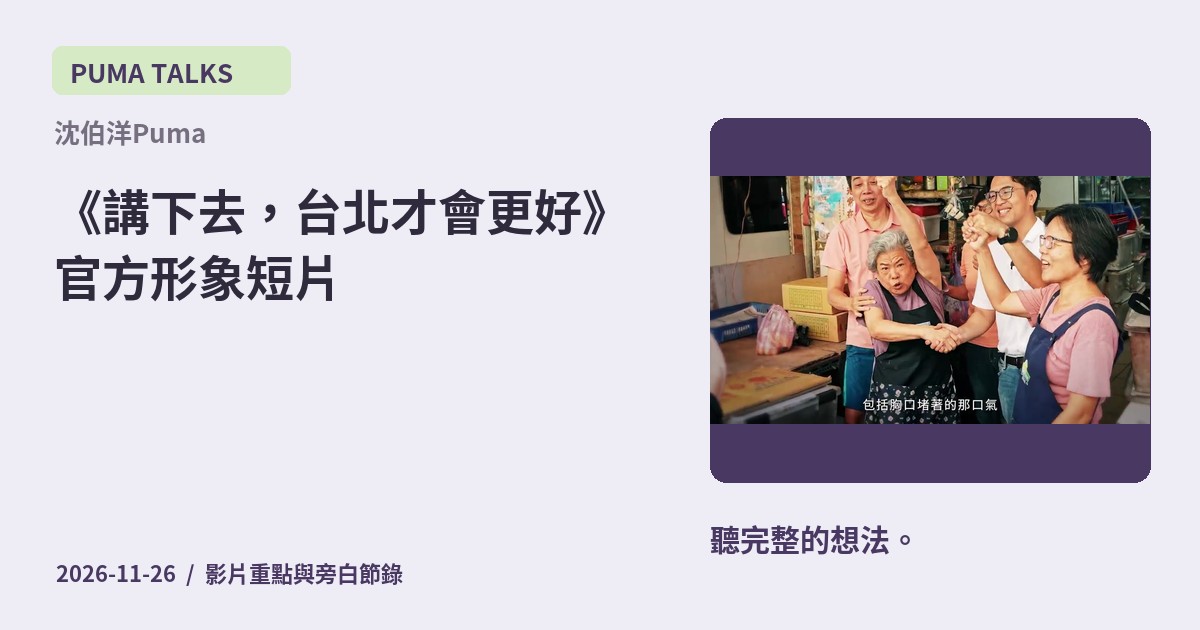 PUMA TALKS
沈伯洋Puma
《講下去，台北才會更好》
官方形象短片
包括胸口堵著的那口氣
聽完整的想法。
2026-11-26 / 影片重點與旁白節錄